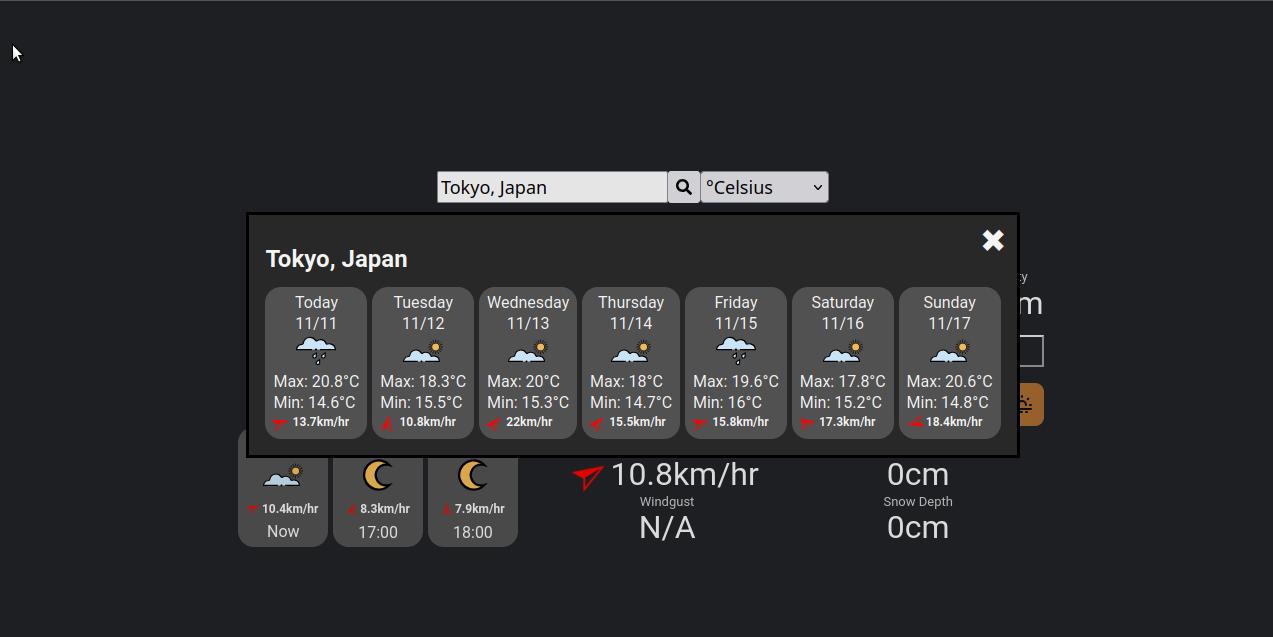 Tokyo, Japan
°Celsius
Tokyo, Japan
Today
11/11
Max: 20.8°C
Min: 14.6°C
13.7km/hr
Tuesday
11/12
Max: 18.3°C
Min: 15.5°C
10.8km/hr
Wednesday
11/13
Max: 20°C
Min: 15.3°C
22km/hr
Thursday
11/14
Max: 18°C
Min: 14.7°C
15.5km/hr
Friday
11/15
Max: 19.6°C
Min: 16°C
15.8km/hr
Saturday
11/16
Max: 17.8°C
Min: 15.2°C
17.3km/hr
Sunday
11/17
Max: 20.6°C
Min: 14.8°C
18.4km/hr
10.4km/hr
Now
8.3km/hr
17:00
7.9km/hr
18:00
10.8km/hr
Windgust
N/A
0cm
Snow Depth
0cm